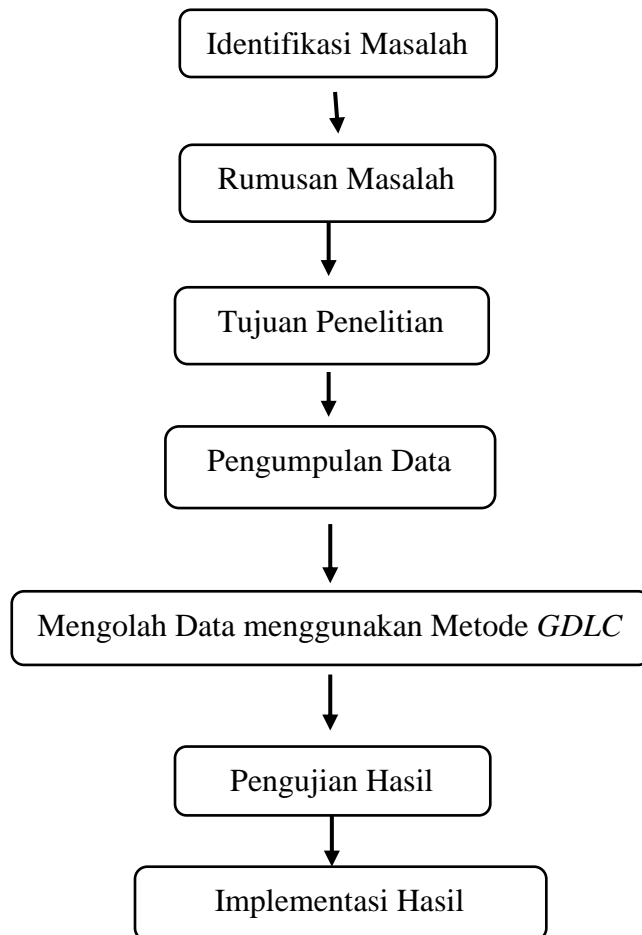 Identifikasi Masalah
Rumusan Masalah
Tujuan Penelitian
Pengumpulan Data
Mengolah Data menggunakan Metode GDLC
Pengujian Hasil
Implementasi Hasil